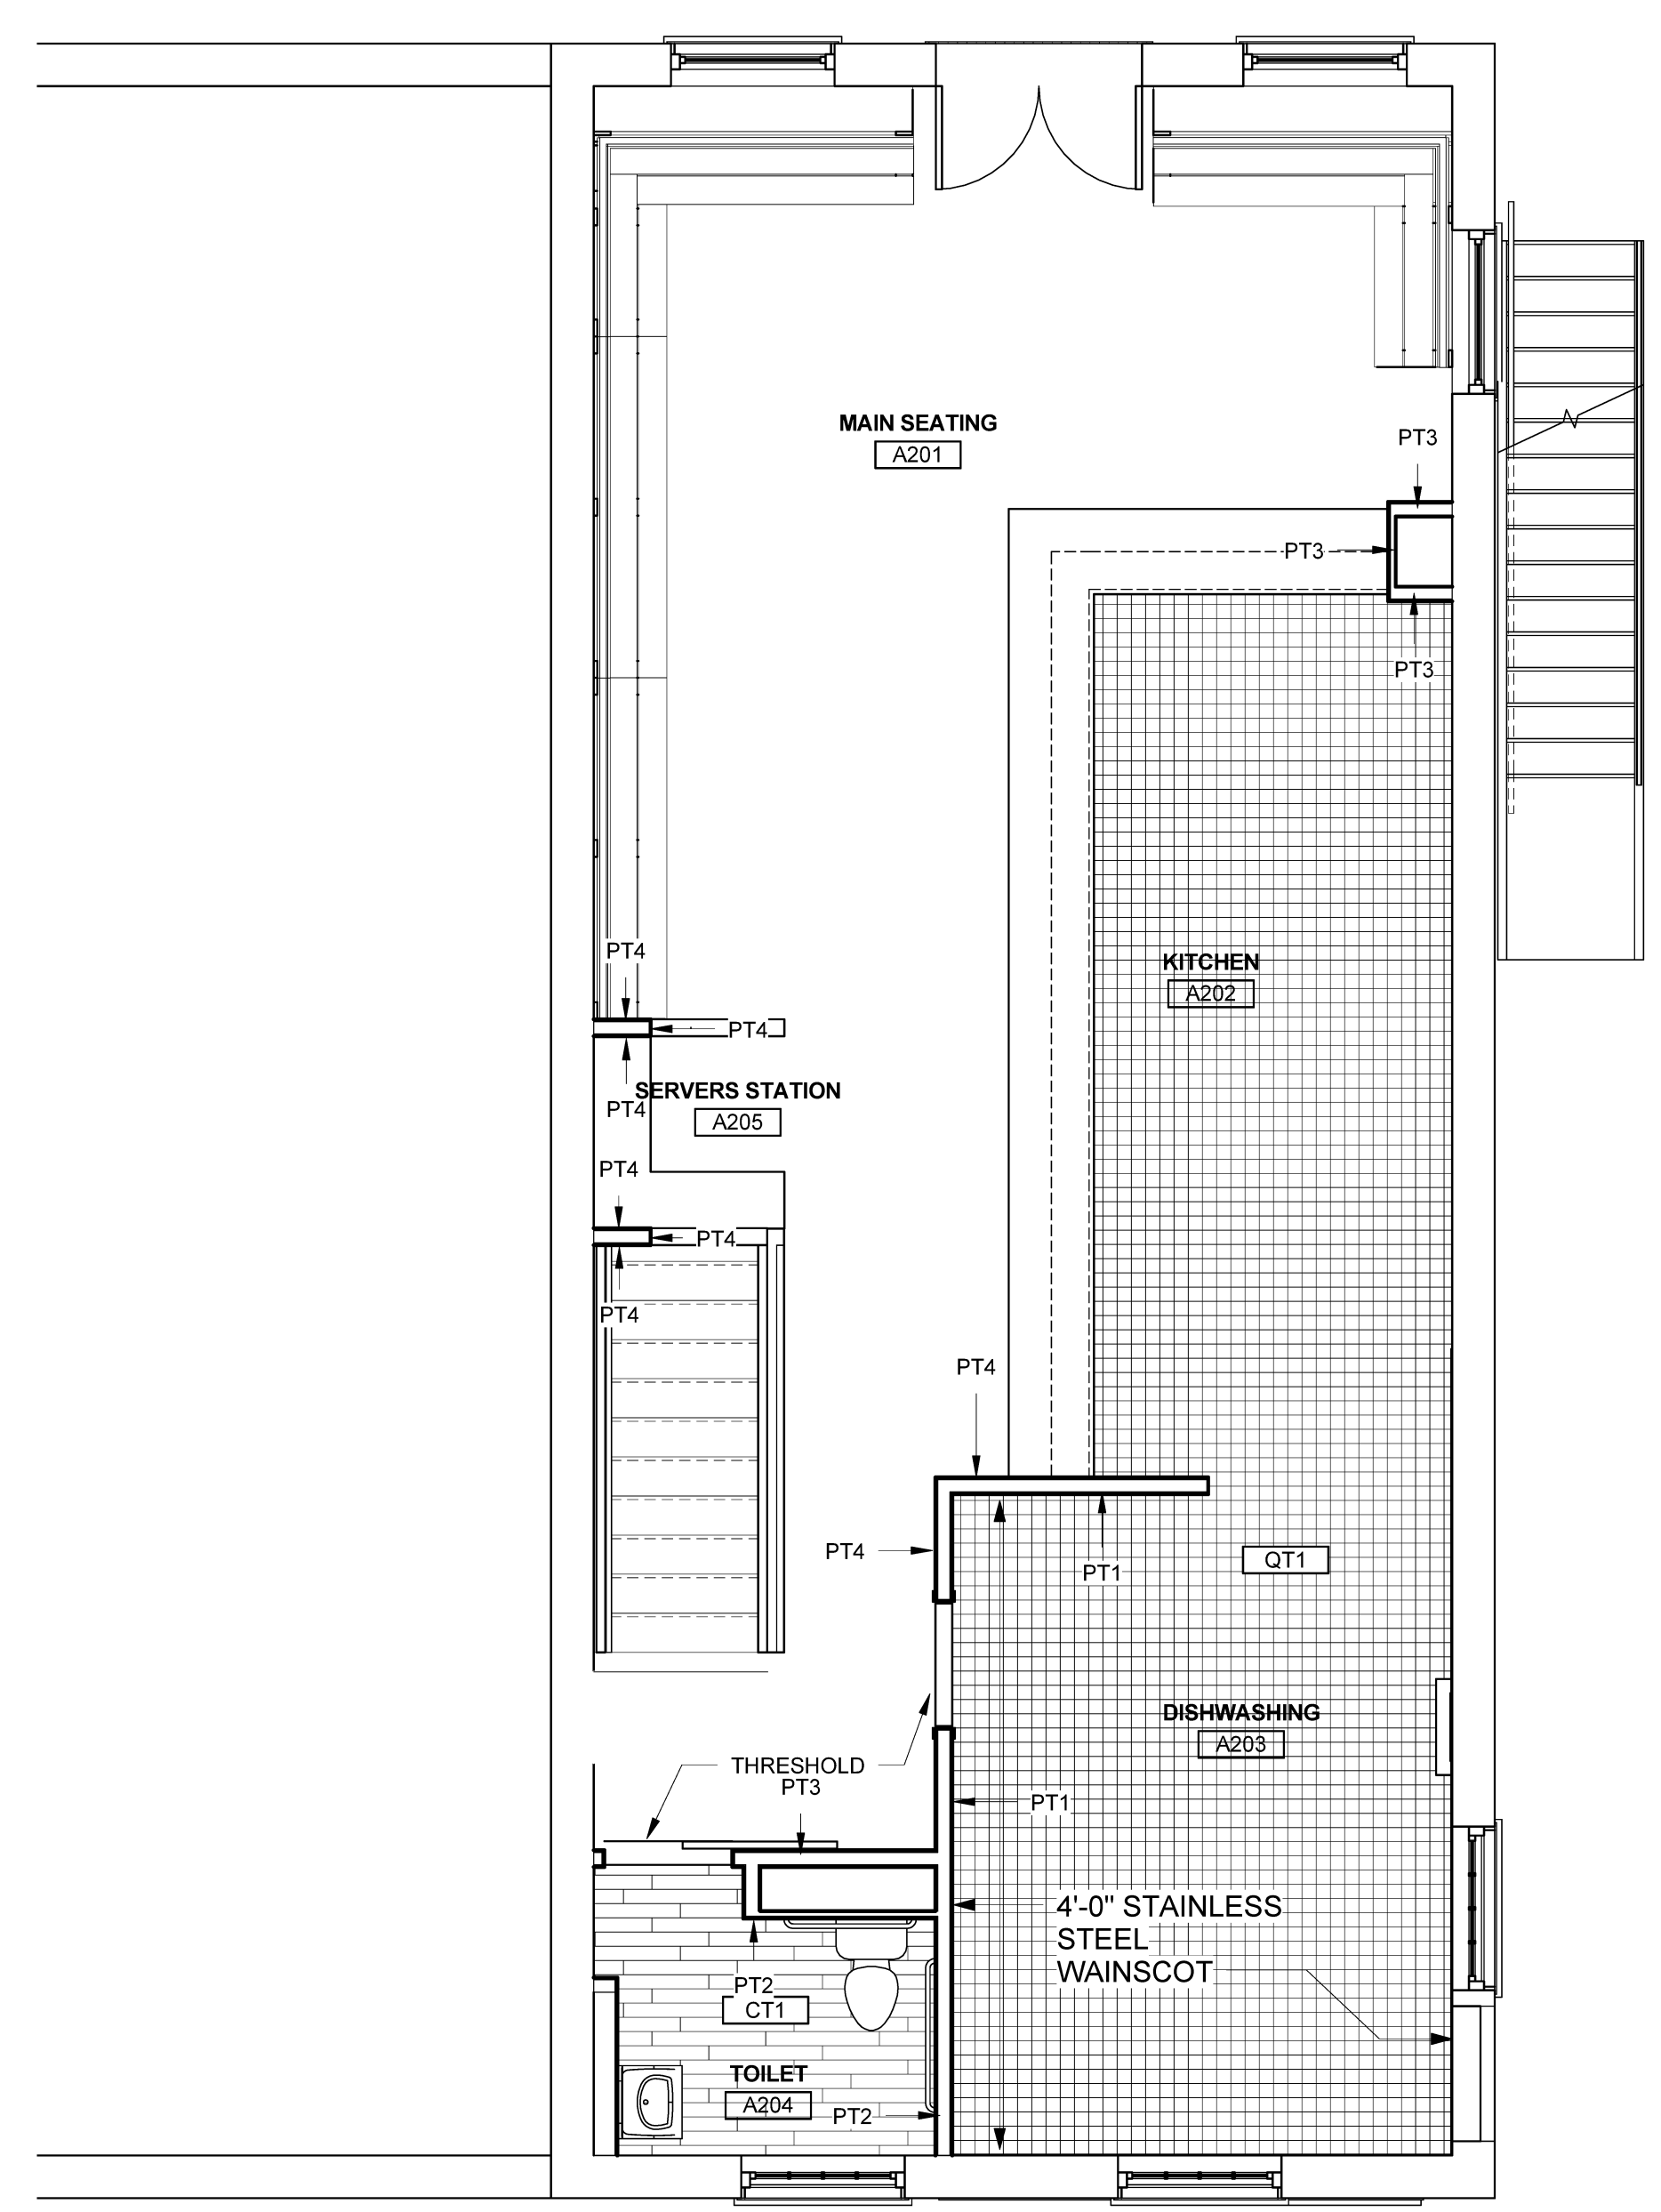 MAIN SEATING
A201
PT3
PT3
PT3
PT4
KITCHEN
A202
PT4
SERVERS STATION
PT4
A205
PT4
PT4
PT4
PT4
PT4
QT1
PT1
DISHWASHING
A203
THRESHOLD
PT3
PT1
4'-0" STAINLESS
STEEL
WAINSCOT
PT2
CT1
TOILET
A204
PT2